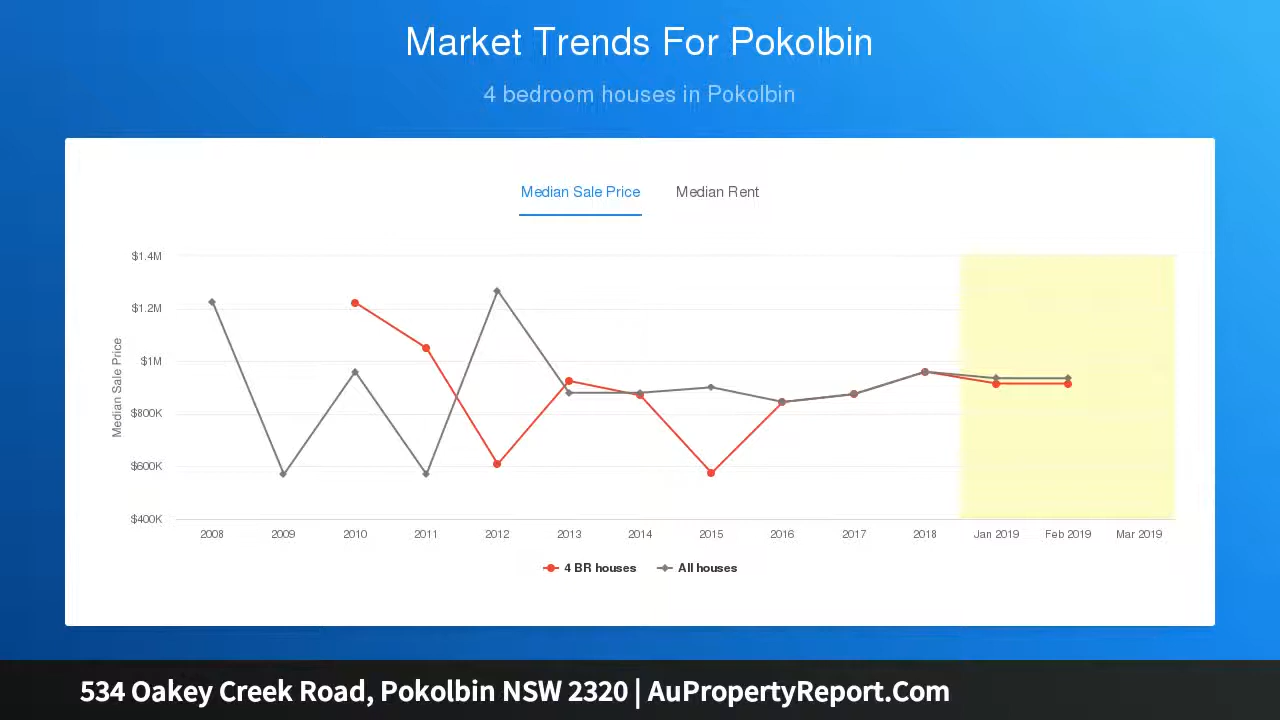 Market Trends For Pokolbin
4 bedroom houses in Pokolbin
Median Sale Price Median Rent
$1.4M
$1.2M
$1M
$800K
$600K
$400K
Median Sale Price
2008 2009 2010 2011 2012 2013 2014 2015 2016 2017 2018 Jan 2019 Feb 2019 Mar 2019
4 BR houses All houses
534 Oakey Creek Road, Pokolbin NSW 2320 | AuPropertyReport.Com